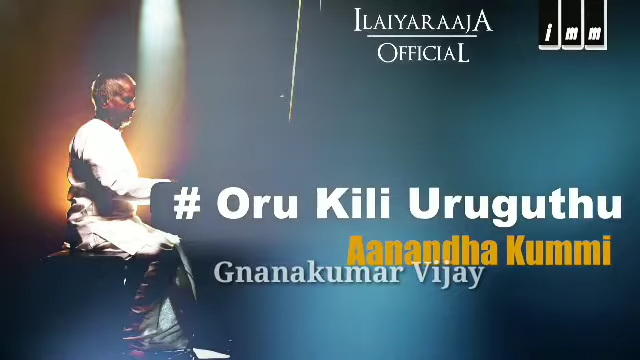 ILAIYARAAJA
OFFICIAL
imm
# Oru Kili Uruguthu
Aanandha Kummi
Gnanakumar Vijay